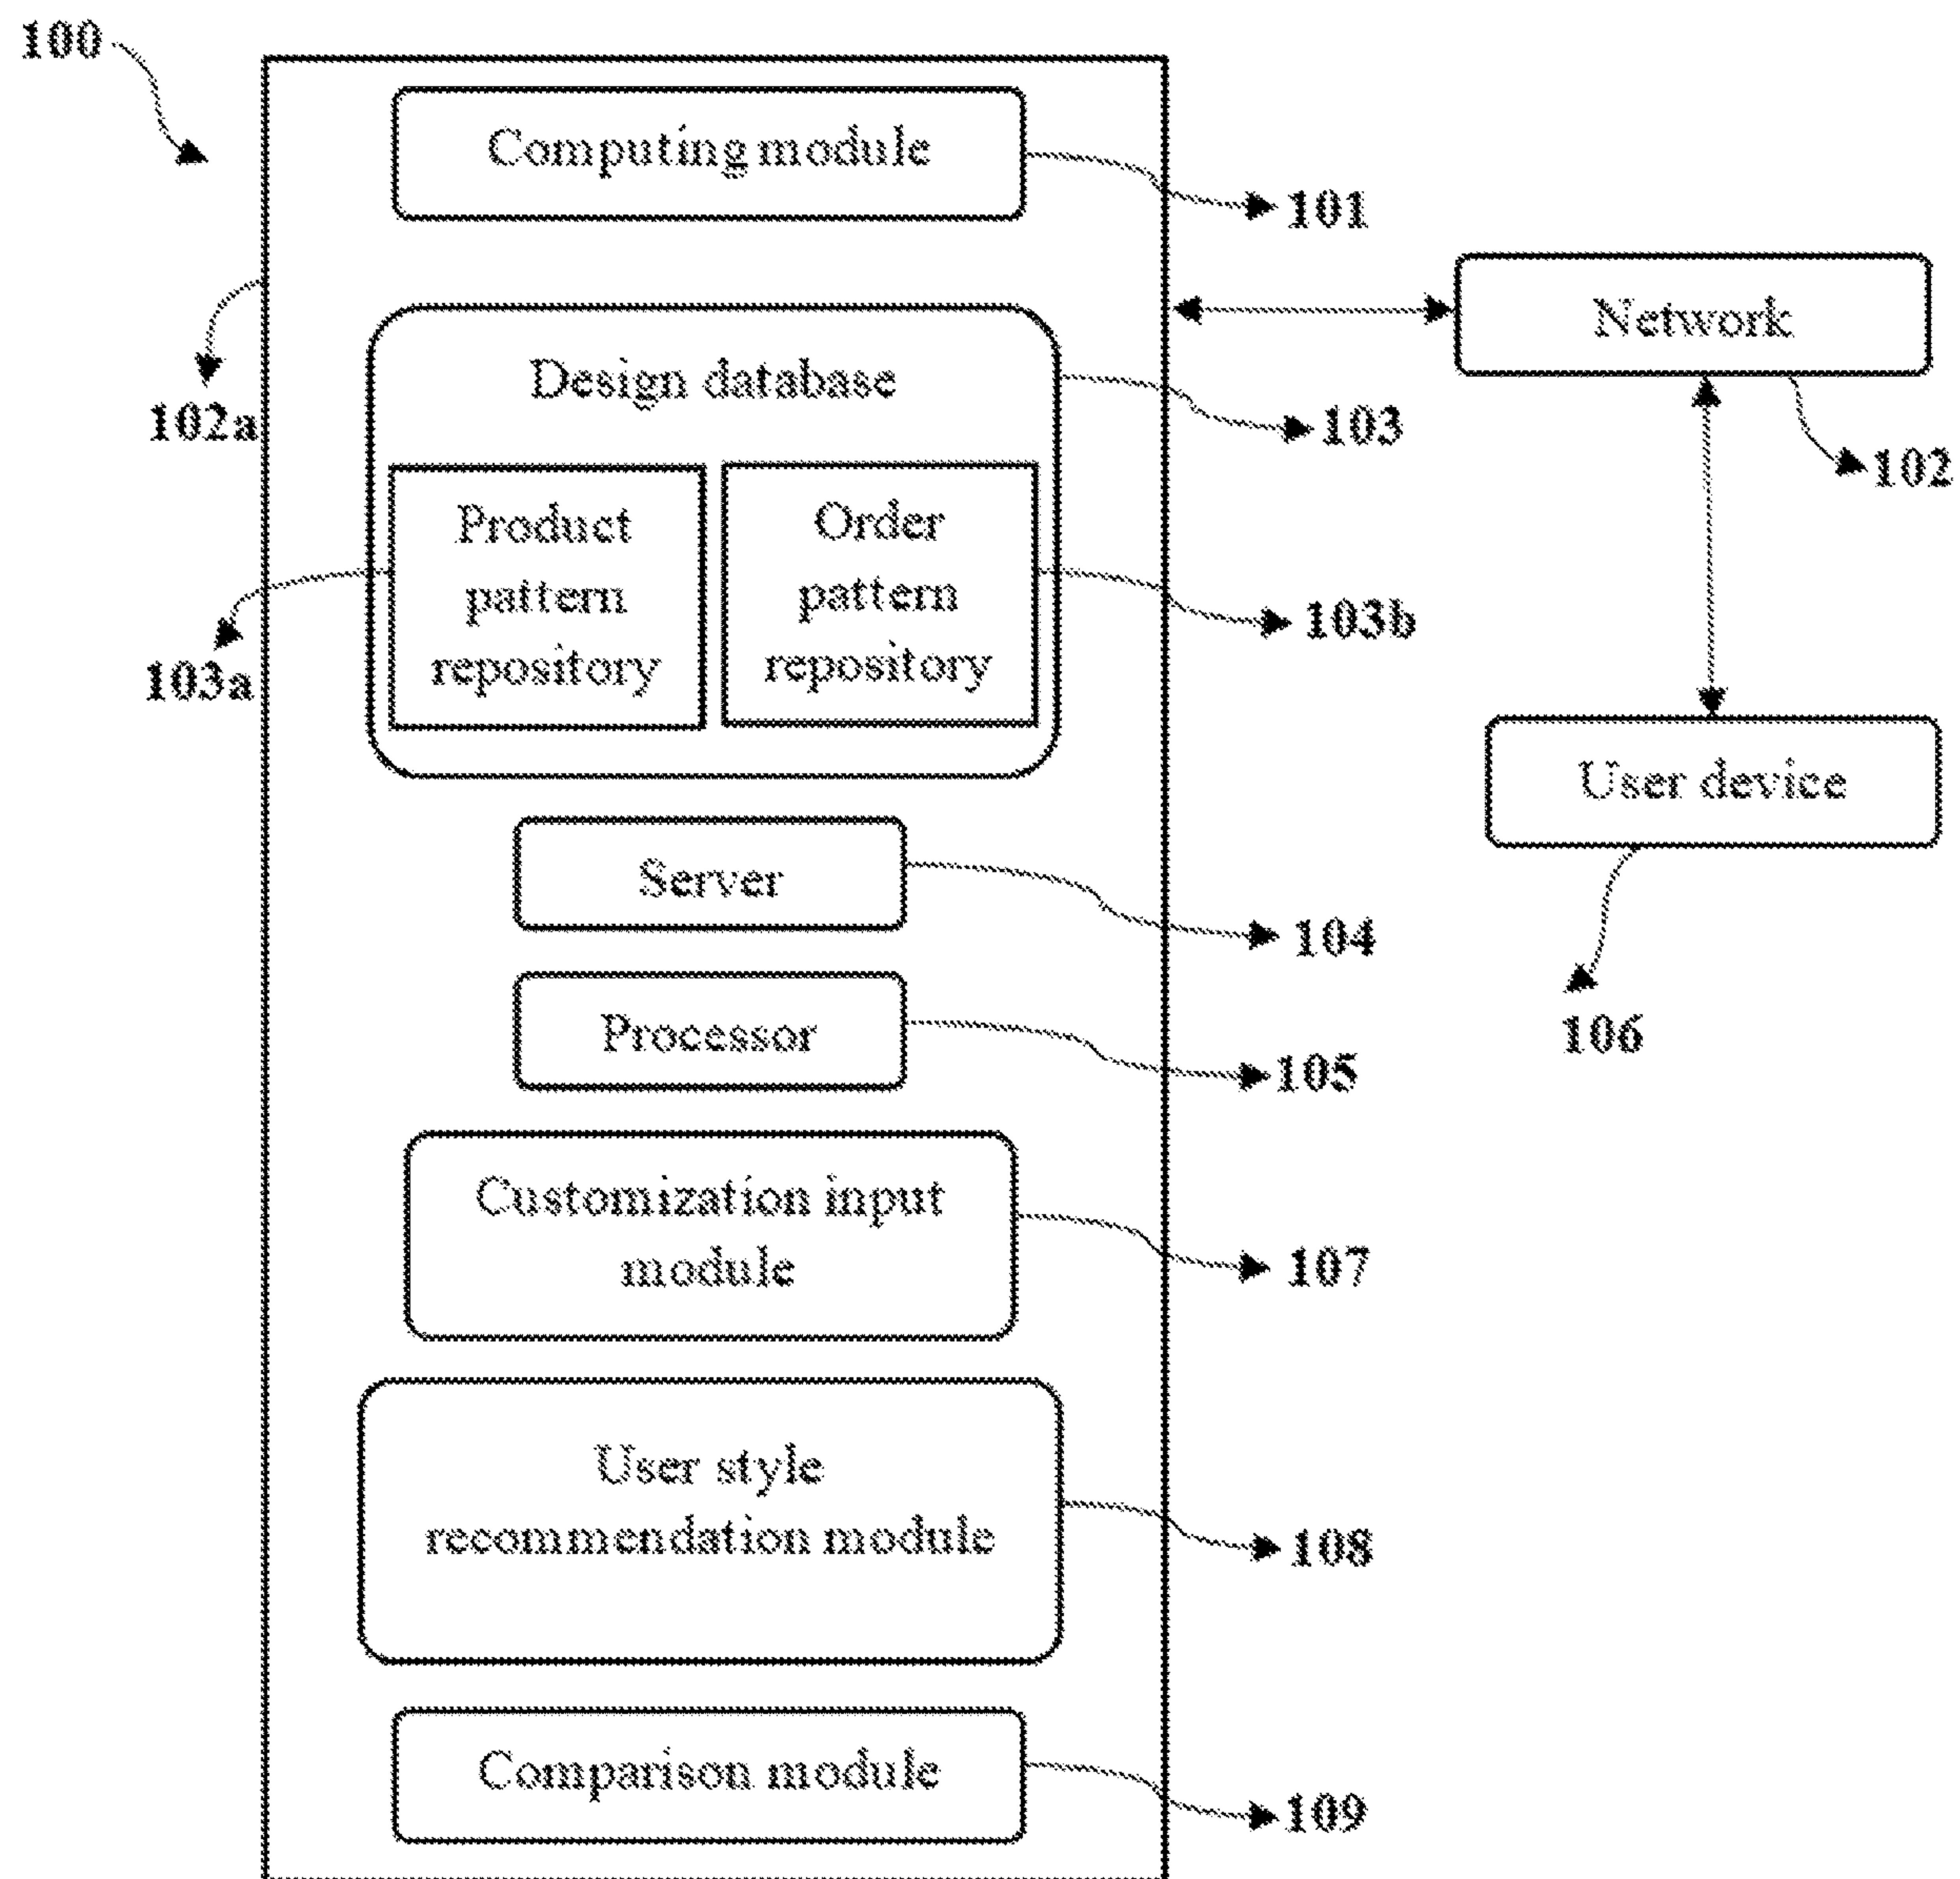 100
Computing module
101
Network
102
102a
Design database
103
Product
pattern
repository
103a
Order
pattern
repository
103b
User device
106
Server
104
Processor
105
Customization input
module
107
User style
recommendation module
108
Comparison module
109